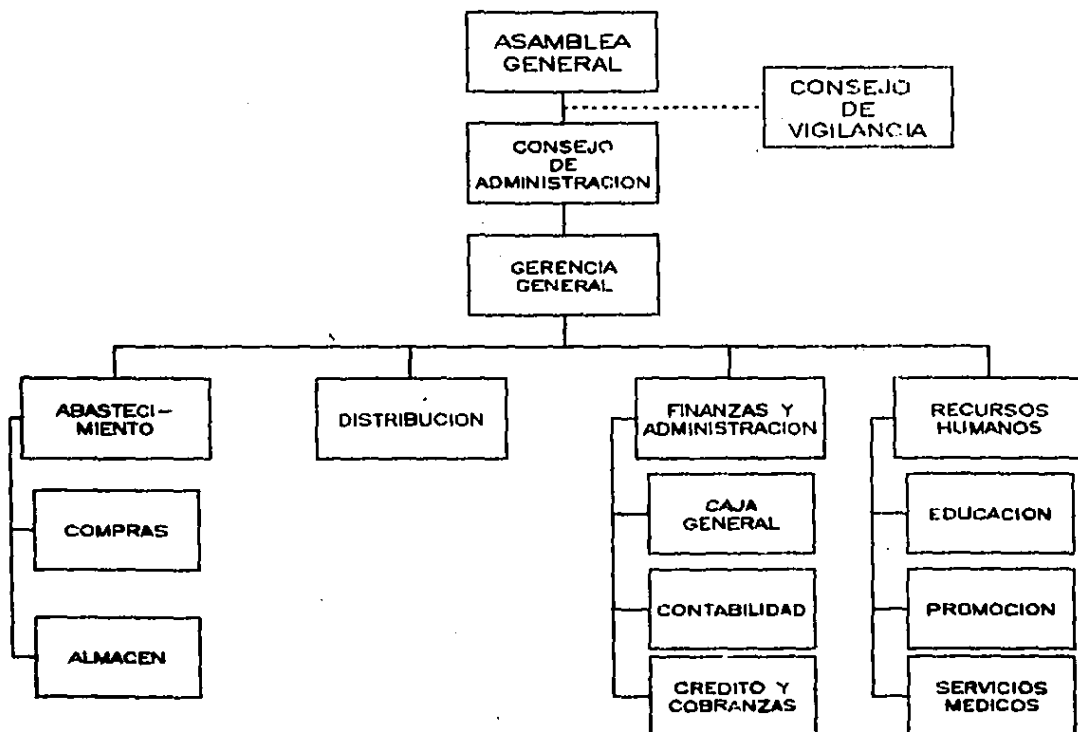 ASAMBLEA
GENERAL
CONSEJO
DE
VIGILANCIA
CONSEJO
DE
ADMINISTRACION
GERENCIA
GENERAL
ABASTECI-
MIENTO
DISTRIBUCION
FINANZAS Y
ADMINISTRACION
RECURSOS
HUMANOS
COMPRAS
CAJA
GENERAL
EDUCACION
CONTABILIDAD
PROMOCION
ALMACEN
CREDITO Y
COBRANZAS
SERVICIOS
MEDICOS